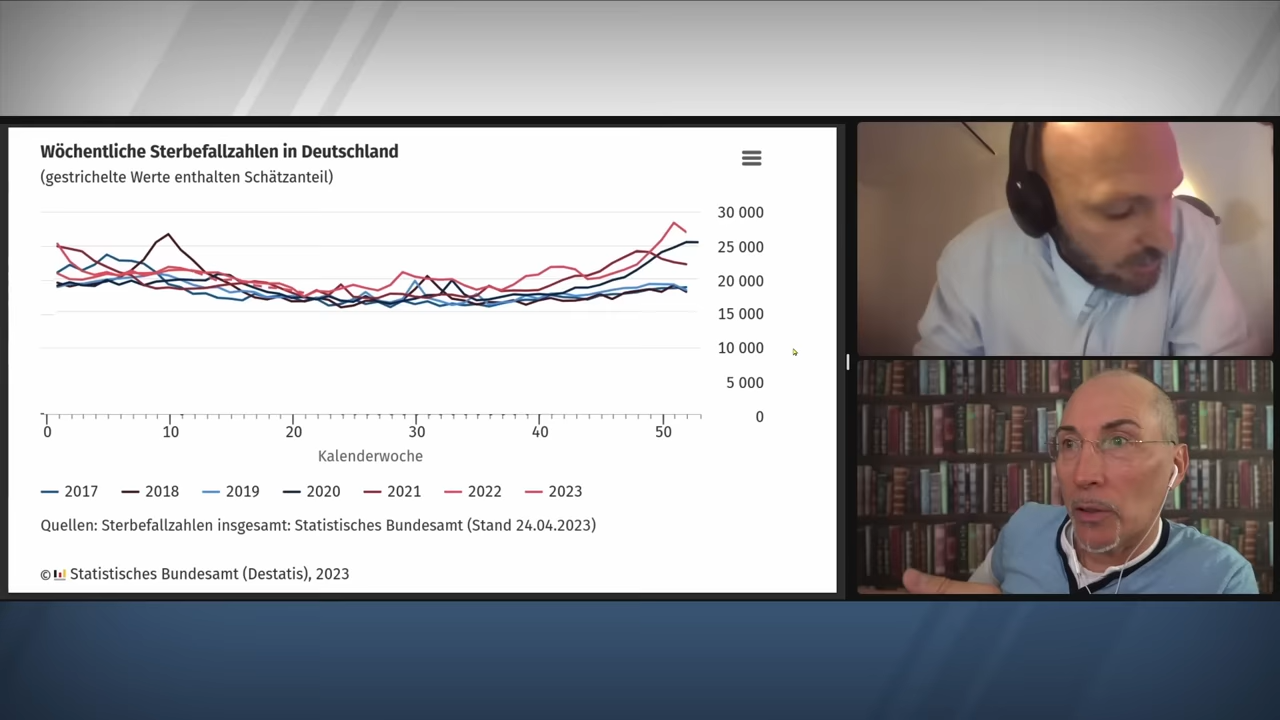 Wöchentliche Sterbefallzahlen in Deutschland
(gestrichelte Werte enthalten Schätzanteil)
30 000
25 000
20 000
15 000
10 000
5 000
0
0 10 20 30 40 50
Kalenderwoche
2017 2018 2019 2020 2021 2022 2023
Quellen: Sterbefallzahlen insgesamt: Statistisches Bundesamt (Stand 24.04.2023)
© Statistisches Bundesamt (Destatis), 2023